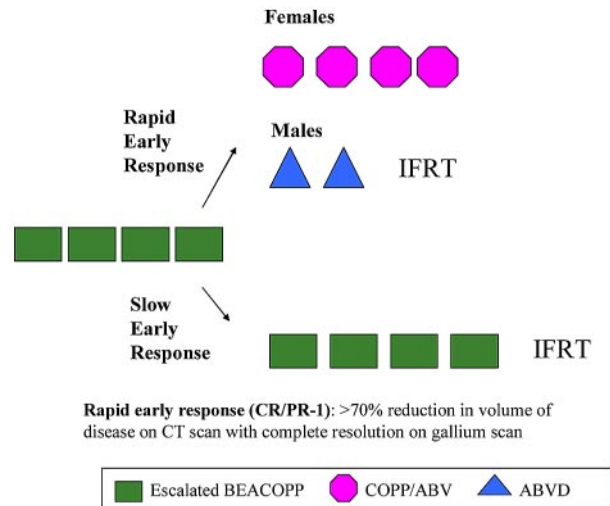 Females
Rapid
Early
Response
Males
IFRT
Slow
Early
Response
IFRT
Rapid early response (CR/PR-1): >70% reduction in volume of
disease on CT scan with complete resolution on gallium scan
Escalated BEACOPP COPP/ABV ABVD